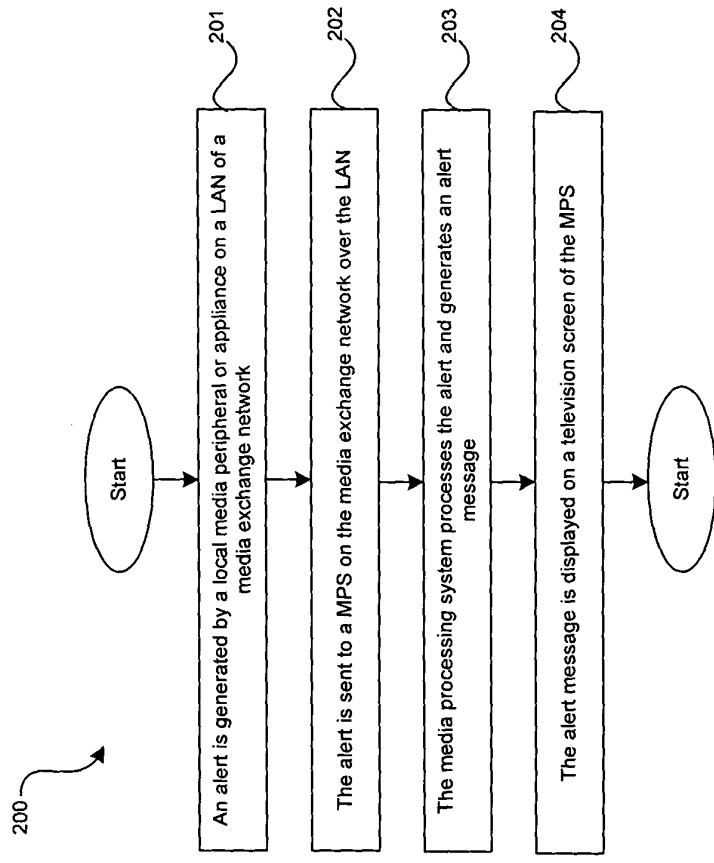 200
Start
An alert is generated by a local media peripheral or appliance on a LAN of a
media exchange network
201
The alert is sent to a MPS on the media exchange network over the LAN
202
The media processing system processes the alert and generates an alert
message
203
The alert message is displayed on a television screen of the MPS
204
Start